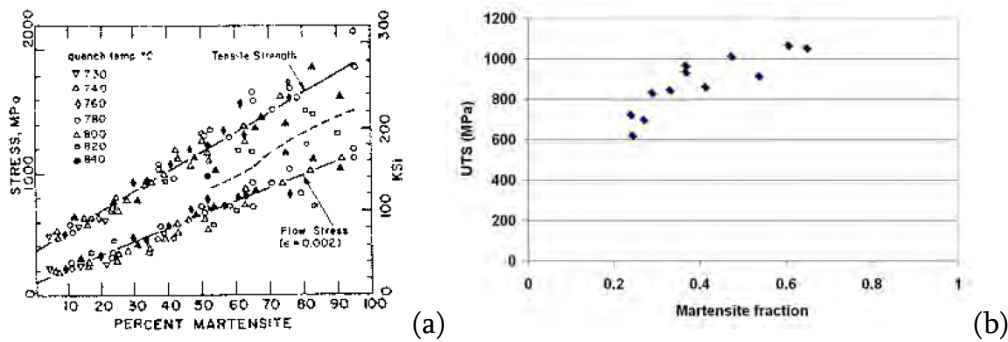 2000
1000
0
STRESS, MPa
quench temp °C
▽ 730
△ 740
◊ 760
○ 780
△ 800
□ 820
● 840
Tensile Strength
Flow Stress
(ε = 0.002)
300
200
100
0
KSi
10 20 30 40 50 60 70 80 90 100
PERCENT MARTENSITE
(a)
1200
1000
800
600
400
200
0
UTS (MPa)
0 0.2 0.4 0.6 0.8 1
Martensite fraction
(b)